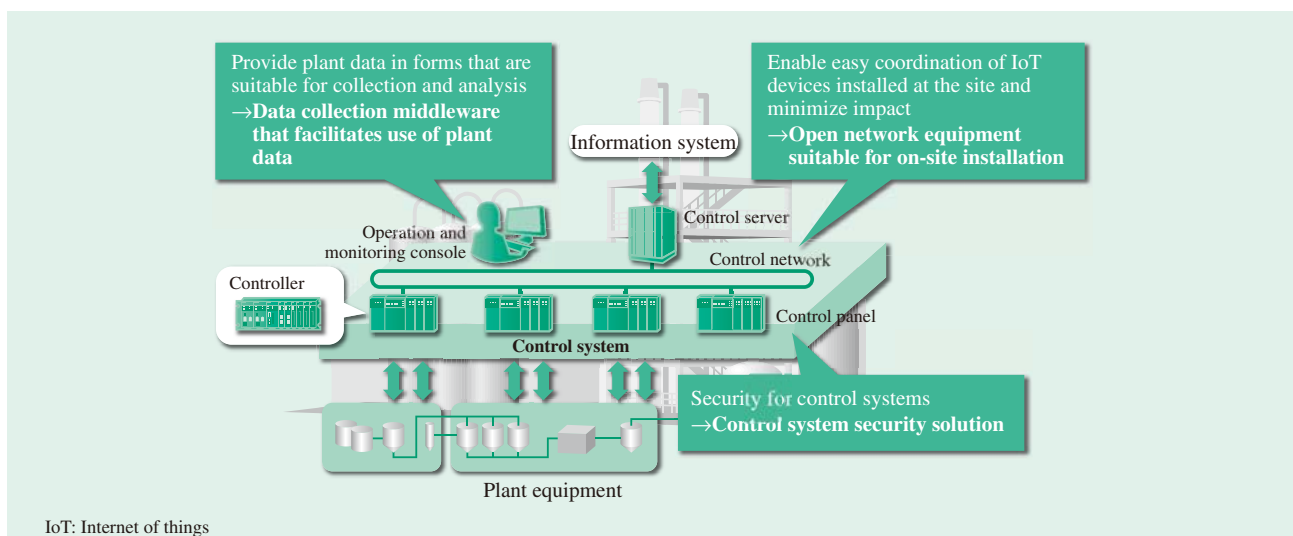 Provide plant data in forms that are
suitable for collection and analysis
→Data collection middleware
that facilitates use of plant
data
Enable easy coordination of IoT
devices installed at the site and
minimize impact
→Open network equipment
suitable for on-site installation
Information system
Control server
Operation and
monitoring console
Control network
Controller
Control panel
Control system
Security for control systems
→Control system security solution
Plant equipment
IoT: Internet of things